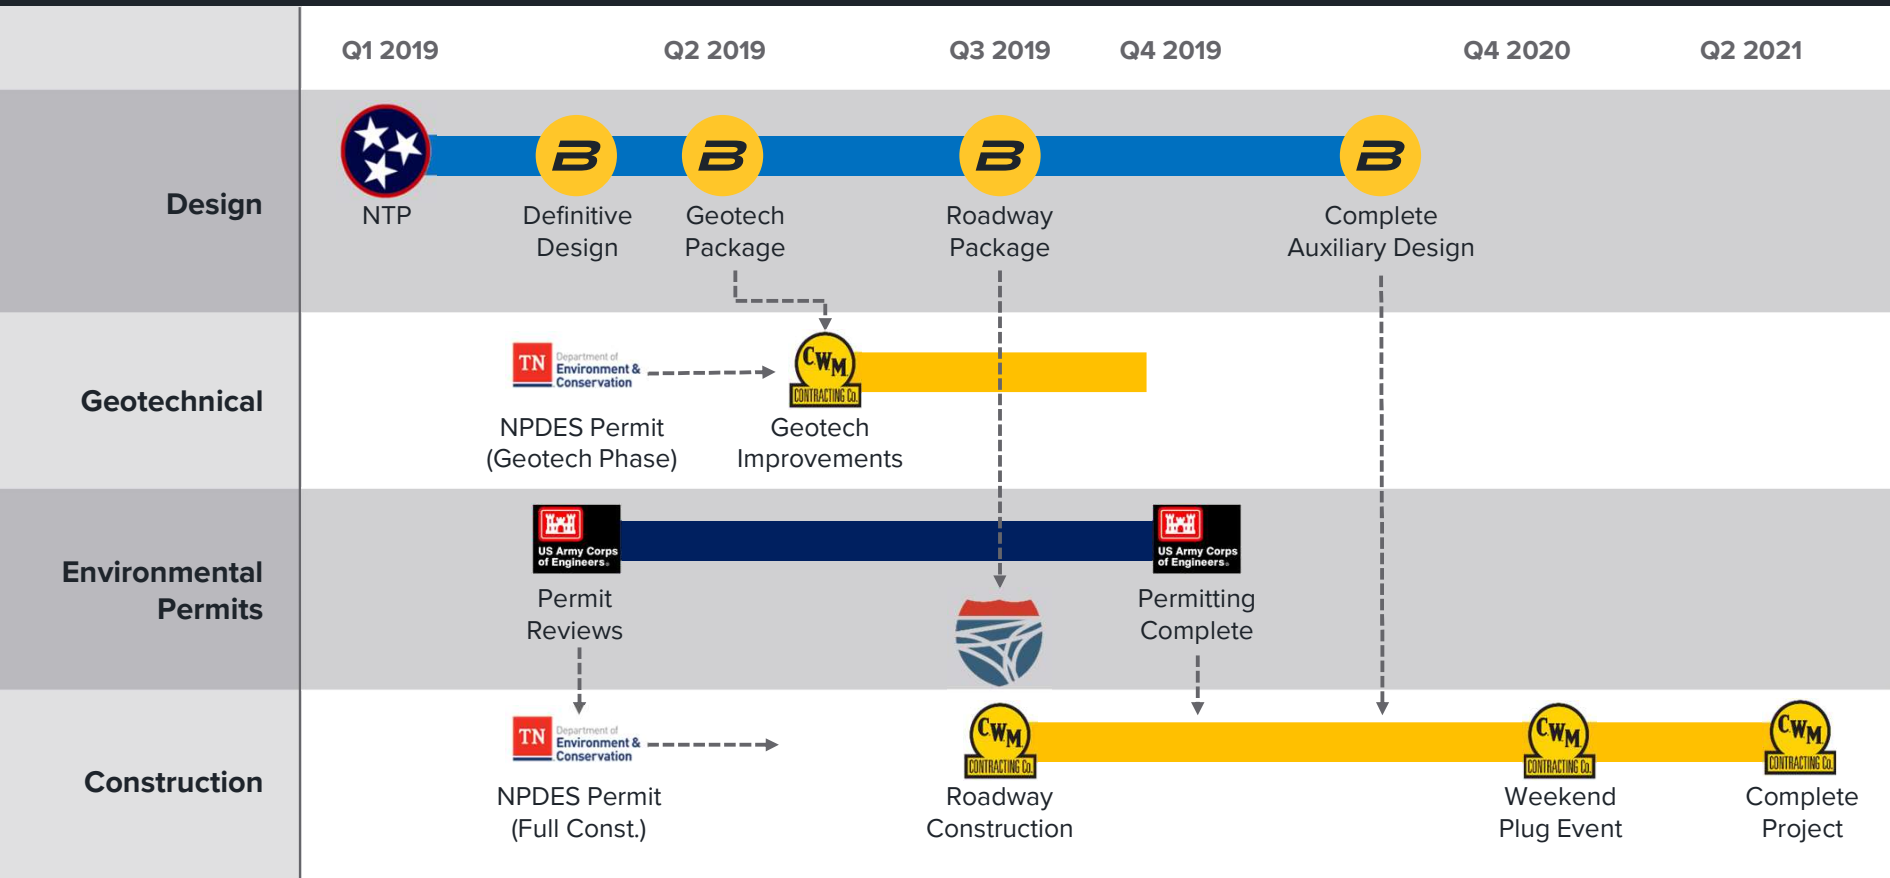 Q1 2019
Q2 2019
Q3 2019
Q4 2019
Q4 2020
Q2 2021
Design
B
B
B
B
NTP
Definitive
Design
Geotech
Package
Roadway
Package
Complete
Auxiliary Design
Geotechnical
TN
Department of
Environment &
Conservation
CWM
CONTRACTING Co.
NPDES Permit
(Geotech Phase)
Geotech
Improvements
Environmental
Permits
US Army Corps
of Engineers®
US Army Corps
of Engineers®
Permit
Reviews
Permitting
Complete
Construction
TN
Department of
Environment &
Conservation
CWM
CONTRACTING Co.
CWM
CONTRACTING Co.
CWM
CONTRACTING Co.
NPDES Permit
(Full Const.)
Roadway
Construction
Weekend
Plug Event
Complete
Project